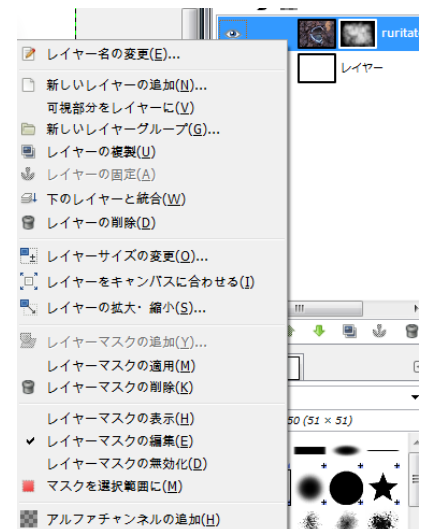 ruritat
レイヤー
レイヤー名の変更(E)...
新しいレイヤーの追加(N)...
可視部分をレイヤーに(V)
新しいレイヤーグループ(G)...
レイヤーの複製(U)
レイヤーの固定(A)
下のレイヤーと統合(W)
レイヤーの削除(D)
レイヤーサイズの変更(O)...
レイヤーをキャンバスに合わせる(I)
レイヤーの拡大・縮小(S)...
レイヤーマスクの追加(Y)...
レイヤーマスクの適用(M)
レイヤーマスクの削除(K)
レイヤーマスクの表示(H)
レイヤーマスクの編集(E)
レイヤーマスクの無効化(D)
マスクを選択範囲に(M)
アルファチャンネルの追加(H)
50 (51 × 51)